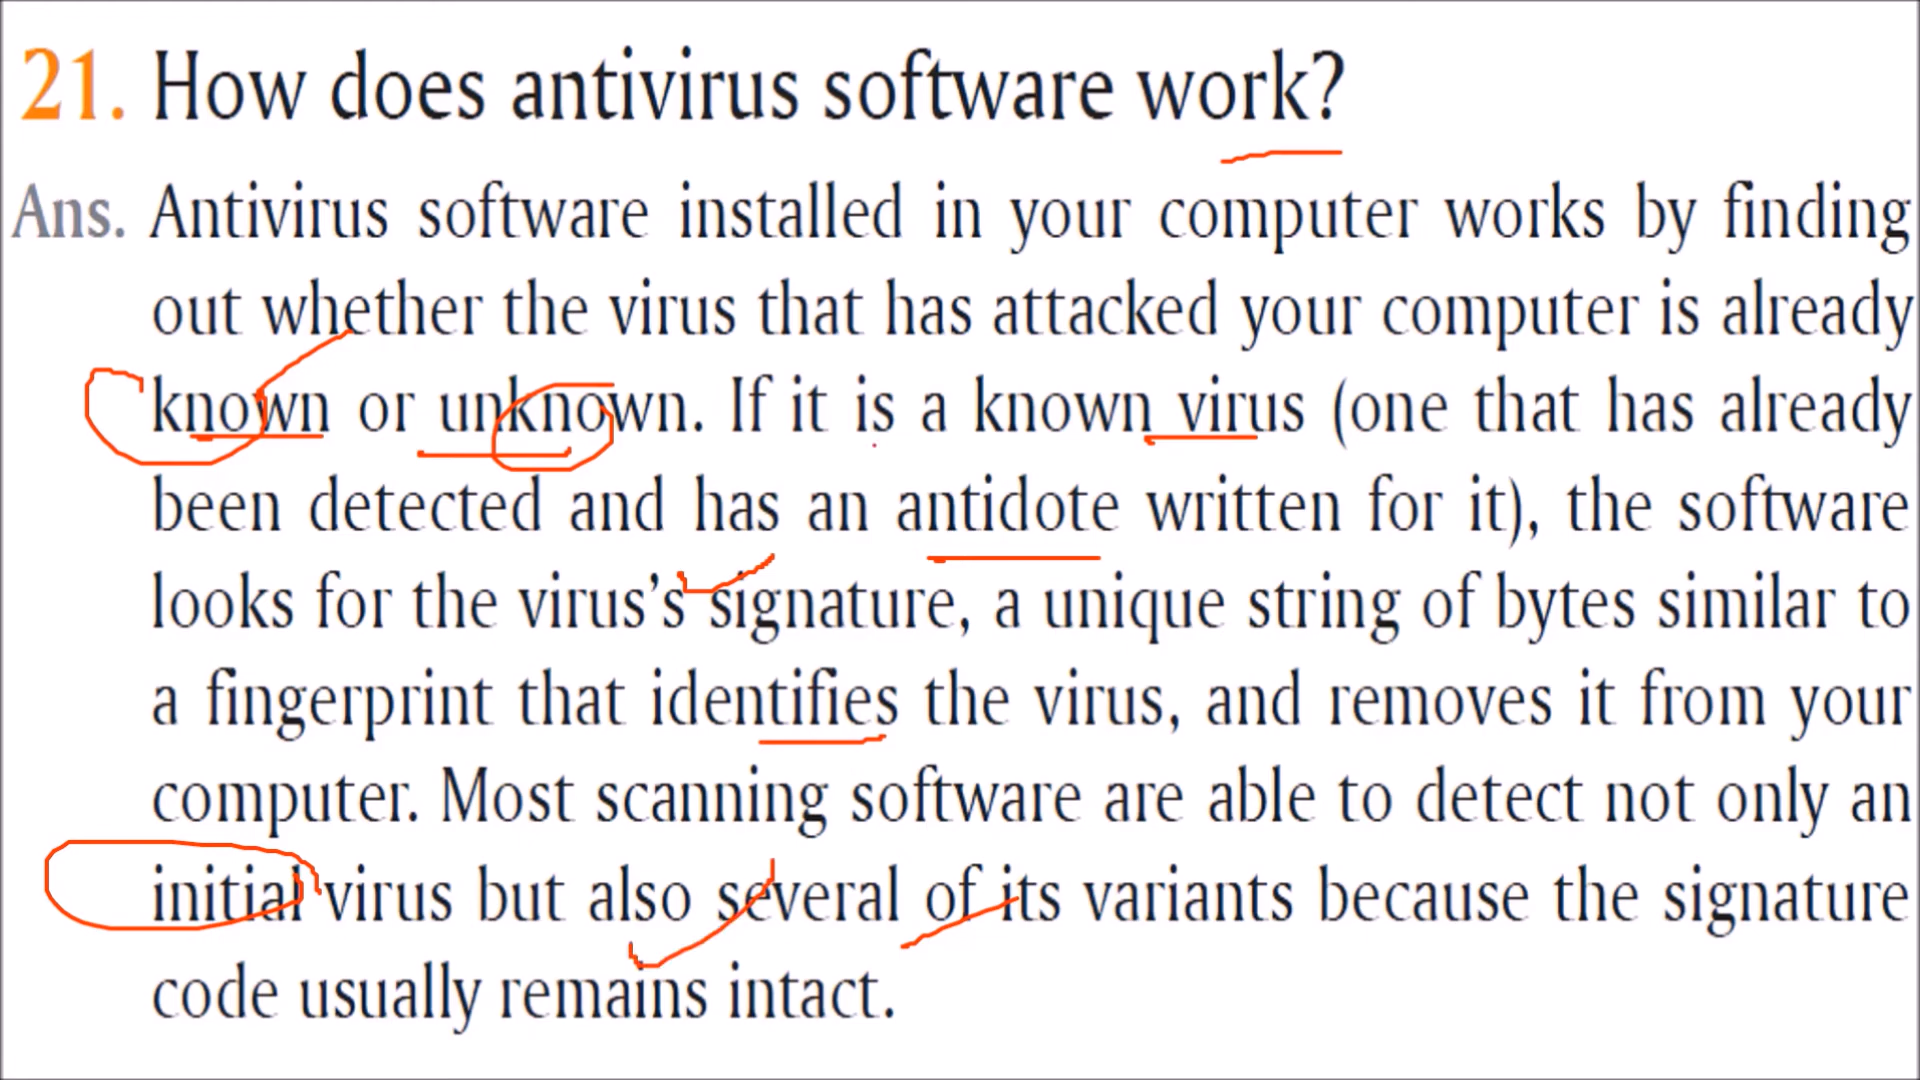 21. How does antivirus software work?
Ans. Antivirus software installed in your computer works by finding
out whether the virus that has attacked your computer is already
known or unknown. If it is a known virus (one that has already
been detected and has an antidote written for it), the software
looks for the virus’s signature, a unique string of bytes similar to
a fingerprint that identifies the virus, and removes it from your
computer. Most scanning software are able to detect not only an
initial virus but also several of its variants because the signature
code usually remains intact.